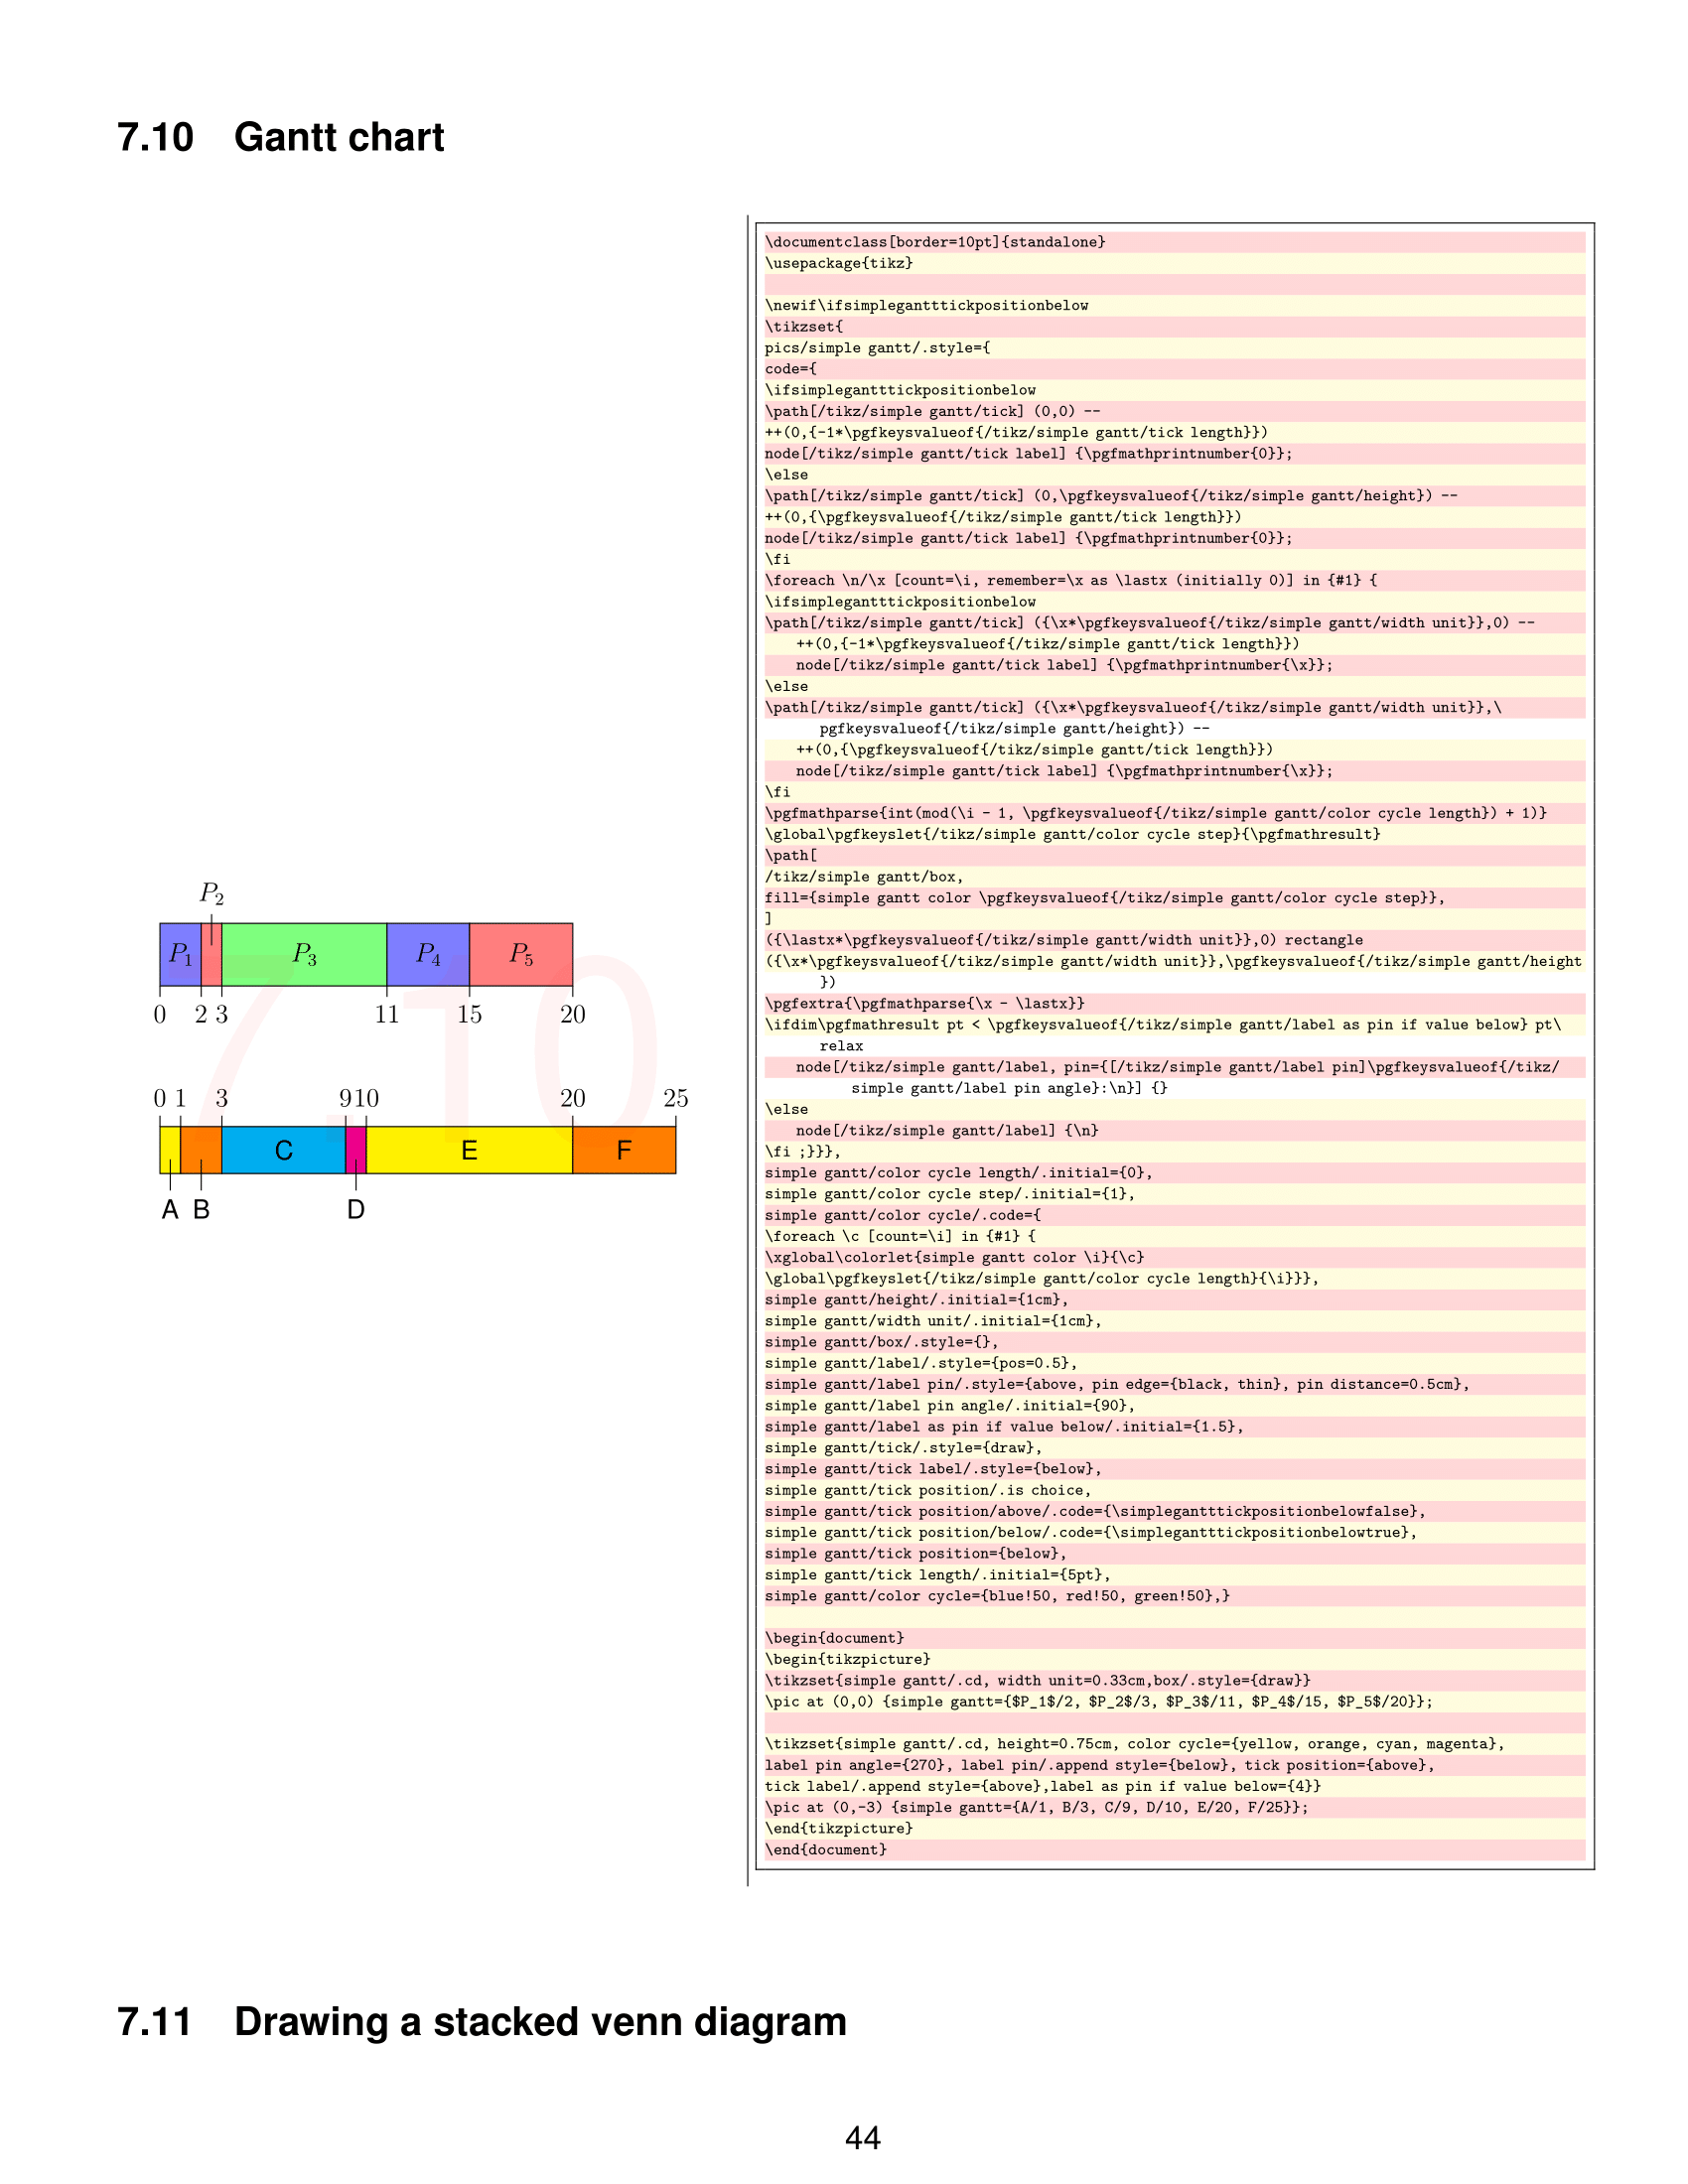 7.10 Gantt chart
P2
P1 P3 P4 P5
0 2 3 11 15 20
7.10
0 1 3 9 10 20 25
C E F
A B D
\documentclass[border=10pt]{standalone}
\usepackage{tikz}
\newif\ifsimplegantttickpositionbelow
\tikzset{
pics/simple gantt/.style={
code={
\ifsimplegantttickpositionbelow
\path[/tikz/simple gantt/tick] (0,0) --
++(0,{-1*\pgfkeysvalueof{/tikz/simple gantt/tick length}})
node[/tikz/simple gantt/tick label] {\pgfmathprintnumber{0}};
\else
\path[/tikz/simple gantt/tick] (0,\pgfkeysvalueof{/tikz/simple gantt/height}) --
++(0,{\pgfkeysvalueof{/tikz/simple gantt/tick length}})
node[/tikz/simple gantt/tick label] {\pgfmathprintnumber{0}};
\fi
\foreach \n/\x [count=\i, remember=\x as \lastx (initially 0)] in {#1} {
\ifsimplegantttickpositionbelow
\path[/tikz/simple gantt/tick] ({\x*\pgfkeysvalueof{/tikz/simple gantt/width unit}},0) --
++(0,{-1*\pgfkeysvalueof{/tikz/simple gantt/tick length}})
node[/tikz/simple gantt/tick label] {\pgfmathprintnumber{\x}};
\else
\path[/tikz/simple gantt/tick] ({\x*\pgfkeysvalueof{/tikz/simple gantt/width unit}},\
pgfkeysvalueof{/tikz/simple gantt/height}) --
++(0,{\pgfkeysvalueof{/tikz/simple gantt/tick length}})
node[/tikz/simple gantt/tick label] {\pgfmathprintnumber{\x}};
\fi
\pgfmathparse{int(mod(\i - 1, \pgfkeysvalueof{/tikz/simple gantt/color cycle length}) + 1)}
\global\pgfkeyslet{/tikz/simple gantt/color cycle step}{\pgfmathresult}
\path[
/tikz/simple gantt/box,
fill={simple gantt color \pgfkeysvalueof{/tikz/simple gantt/color cycle step}},
]
({\lastx*\pgfkeysvalueof{/tikz/simple gantt/width unit}},0) rectangle
({\x*\pgfkeysvalueof{/tikz/simple gantt/width unit}},\pgfkeysvalueof{/tikz/simple gantt/height
})
\pgfextra{\pgfmathparse{\x - \lastx}}
\ifdim\pgfmathresult pt < \pgfkeysvalueof{/tikz/simple gantt/label as pin if value below} pt\
relax
node[/tikz/simple gantt/label, pin={[/tikz/simple gantt/label pin]\pgfkeysvalueof{/tikz/
simple gantt/label pin angle}:\n}] {}
\else
node[/tikz/simple gantt/label] {\n}
\fi ;}}},
simple gantt/color cycle length/.initial={0},
simple gantt/color cycle step/.initial={1},
simple gantt/color cycle/.code={
\foreach \c [count=\i] in {#1} {
\xglobal\colorlet{simple gantt color \i}{\c}
\global\pgfkeyslet{/tikz/simple gantt/color cycle length}{\i}}},
simple gantt/height/.initial={1cm},
simple gantt/width unit/.initial={1cm},
simple gantt/box/.style={},
simple gantt/label/.style={pos=0.5},
simple gantt/label pin/.style={above, pin edge={black, thin}, pin distance=0.5cm},
simple gantt/label pin angle/.initial={90},
simple gantt/label as pin if value below/.initial={1.5},
simple gantt/tick/.style={draw},
simple gantt/tick label/.style={below},
simple gantt/tick position/.is choice,
simple gantt/tick position/above/.code={\simplegantttickpositionbelowfalse},
simple gantt/tick position/below/.code={\simplegantttickpositionbelowtrue},
simple gantt/tick position={below},
simple gantt/tick length/.initial={5pt},
simple gantt/color cycle={blue!50, red!50, green!50},}
\begin{document}
\begin{tikzpicture}
\tikzset{simple gantt/.cd, width unit=0.33cm,box/.style={draw}}
\pic at (0,0) {simple gantt={$P_1$/2, $P_2$/3, $P_3$/11, $P_4$/15, $P_5$/20}};
\tikzset{simple gantt/.cd, height=0.75cm, color cycle={yellow, orange, cyan, magenta},
label pin angle={270}, label pin/.append style={below}, tick position={above},
tick label/.append style={above},label as pin if value below={4}}
\pic at (0,-3) {simple gantt={A/1, B/3, C/9, D/10, E/20, F/25}};
\end{tikzpicture}
\end{document}
7.11 Drawing a stacked venn diagram
44